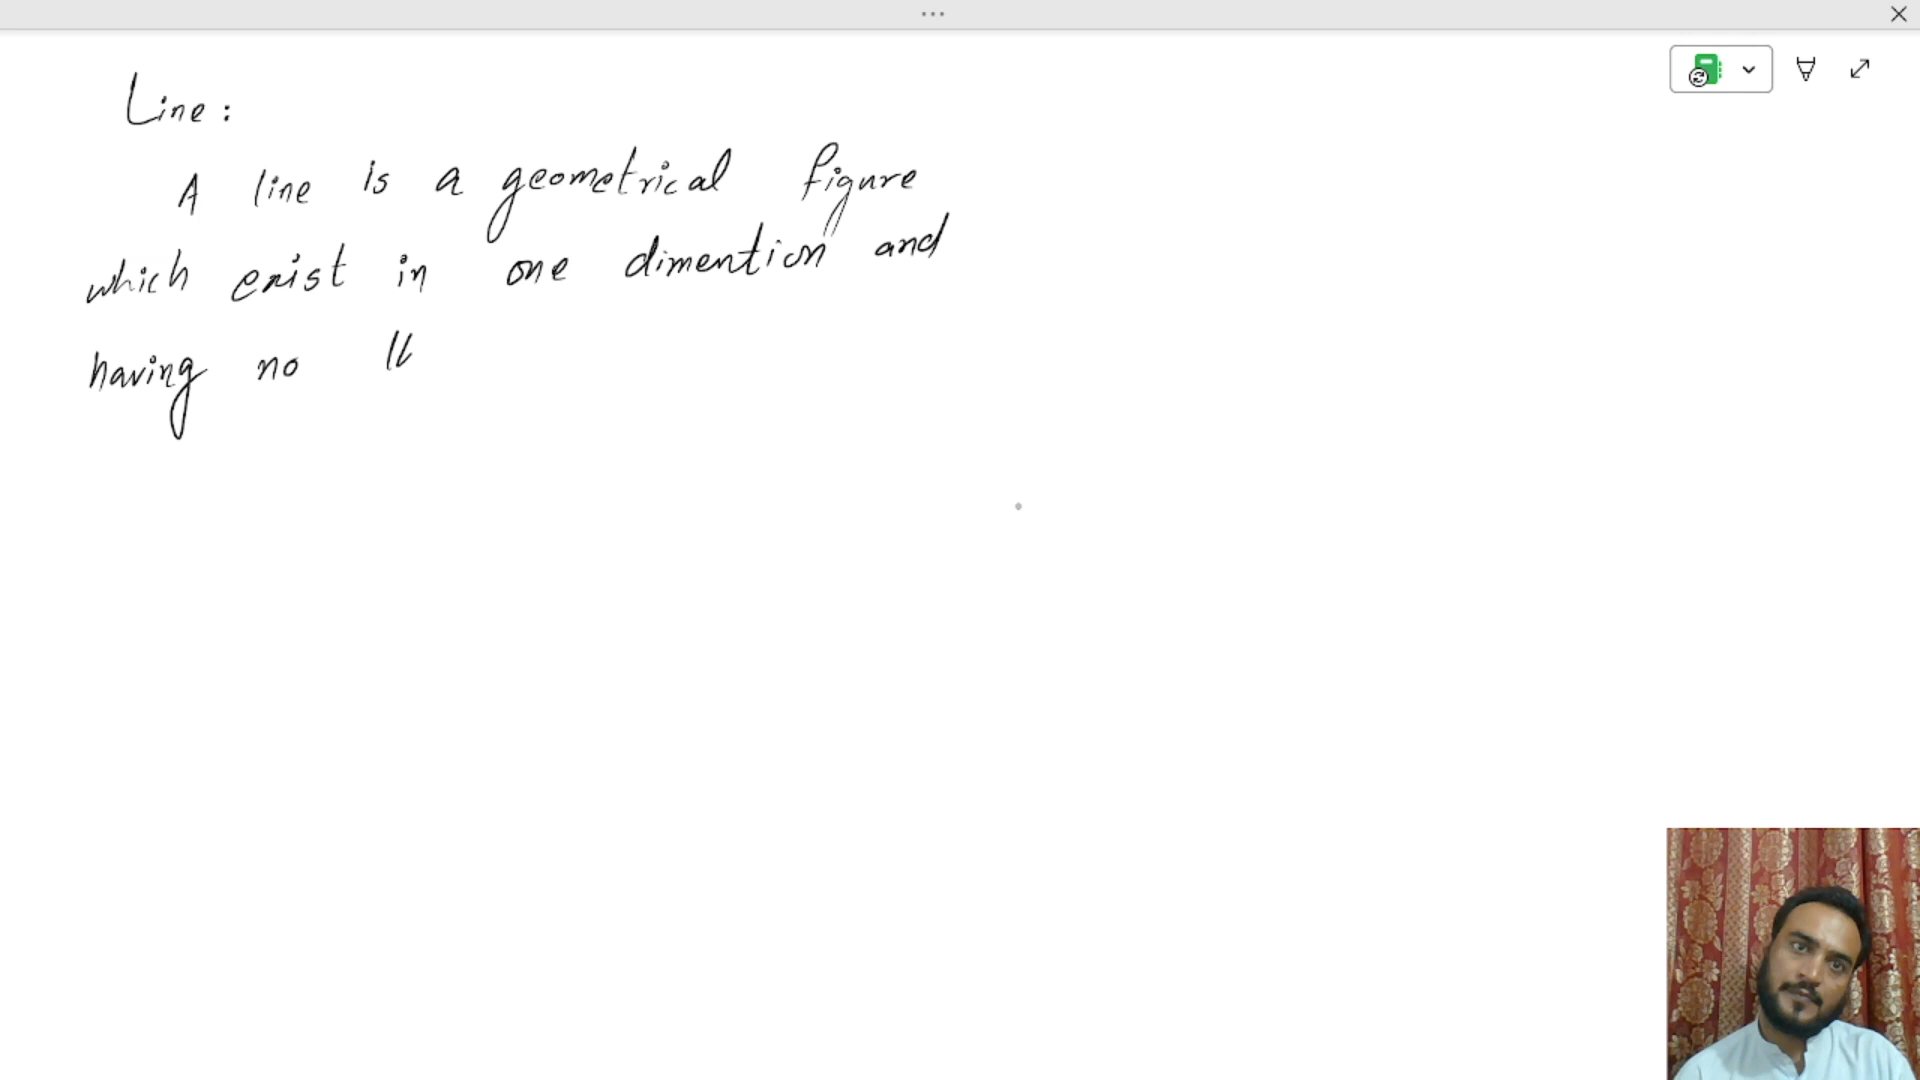 Line:
A line is a geometrical figure
which exist in one dimention and
having no